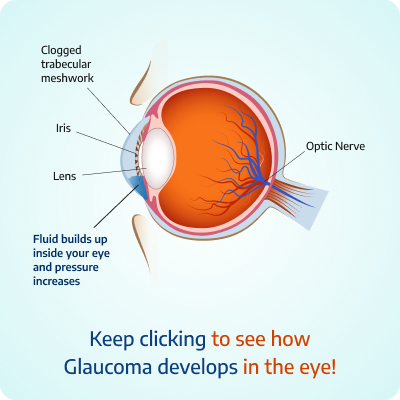 Clogged
trabecular
meshwork
Iris
Lens
Optic Nerve
Fluid builds up
inside your eye
and pressure
increases
Keep clicking to see how
Glaucoma develops in the eye!